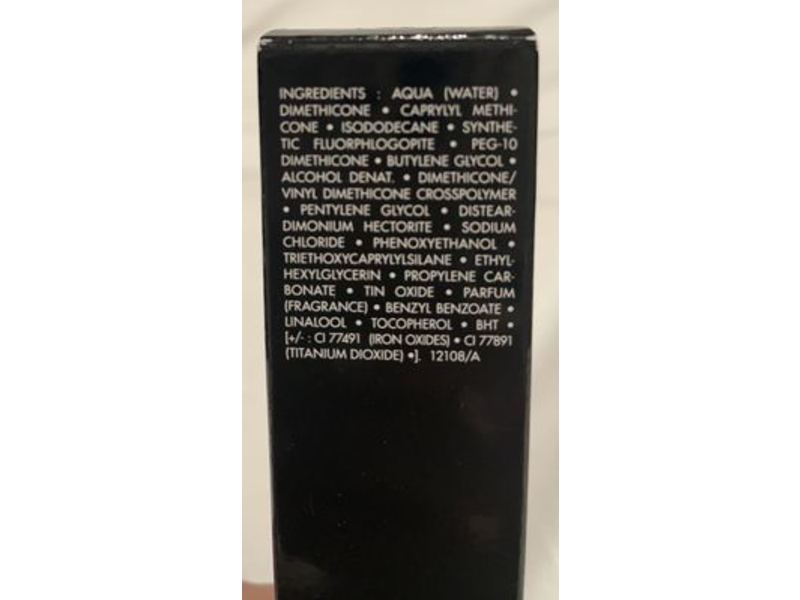 INGREDIENTS : AQUA (WATER) •
DIMETHICONE • CAPRYLYL METHI-
CONE • ISODODECANE • SYNTHE-
TIC FLUORPHLOGOPITE • PEG-10
DIMETHICONE • BUTYLENE GLYCOL •
ALCOHOL DENAT. • DIMETHICONE/
VINYL DIMETHICONE CROSSPOLYMER
• PENTYLENE GLYCOL • DISTEAR-
DIMONIUM HECTORITE • SODIUM
CHLORIDE • PHENOXYETHANOL •
TRIETHOXYCAPRYLYLSILANE • ETHYL-
HEXYLGLYCERIN • PROPYLENE CAR-
BONATE • TIN OXIDE • PARFUM
(FRAGRANCE) • BENZYL BENZOATE •
LINALOOL • TOCOPHEROL • BHT •
[+/- : CI 77491 (IRON OXIDES) • CI 77891
(TITANIUM DIOXIDE) •]. 12108/A